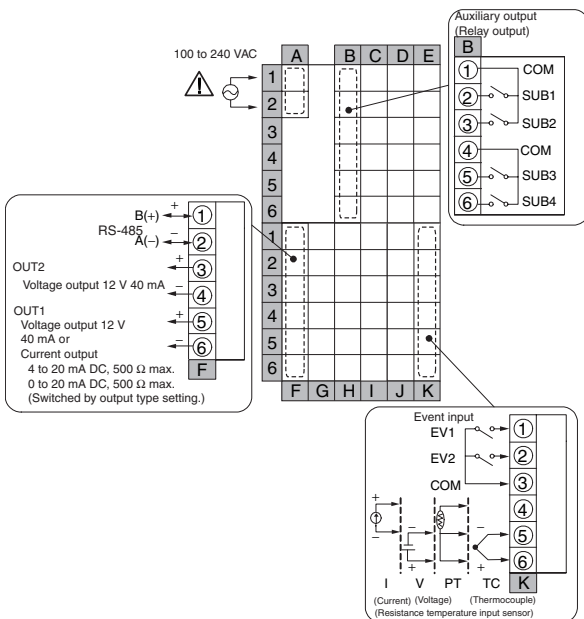 Auxiliary output
(Relay output)
B
1 COM
2 SUB1
3 SUB2
4 COM
5 SUB3
6 SUB4
100 to 240 VAC
A B C D E
1
2
3
4
5
6
1
2
3
4
5
6
F G H I J K
+ B(+) 1
RS-485
− A(−) 2
OUT2
+ 3
Voltage output 12 V 40 mA − 4
OUT1
+ 5
Voltage output 12 V
40 mA or
− 6
Current output
4 to 20 mA DC, 500 Ω max.
0 to 20 mA DC, 500 Ω max.
(Switched by output type setting.)
F
Event input
EV1 1
EV2 2
COM 3
4
+ − − 5
− + + 6
I V PT TC K
(Current) (Voltage) (Thermocouple)
(Resistance temperature input sensor)